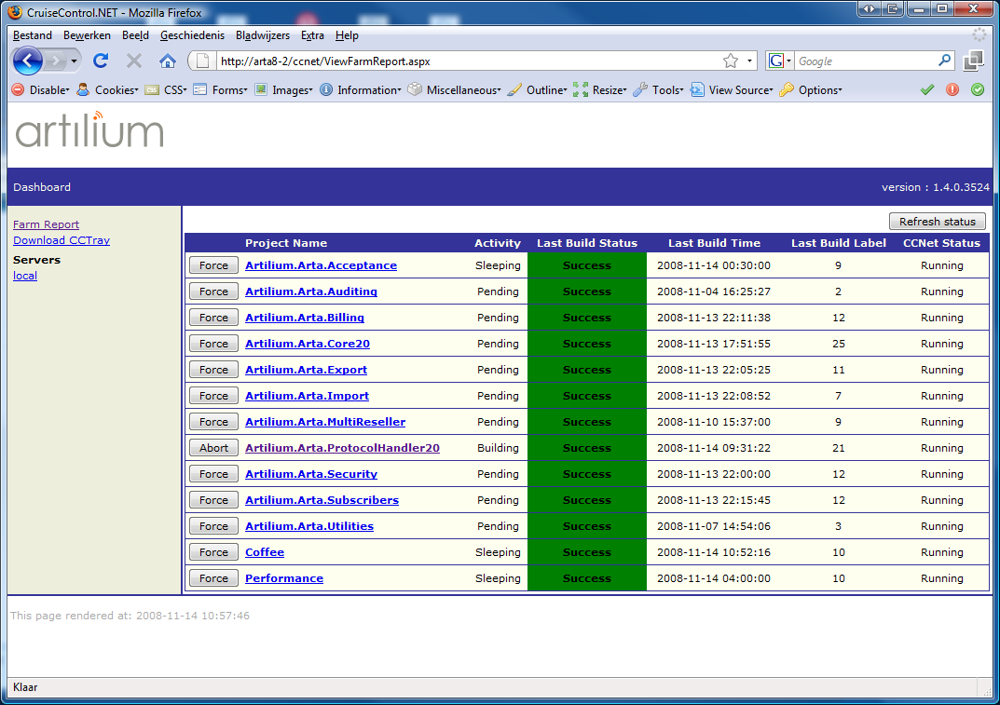 CruiseControl.NET - Mozilla Firefox
Bestand Bewerken Beeld Geschiedenis Bladwijzers Extra Help
http://arta8-2/ccnet/ViewFarmReport.aspx G Google
Disable Cookies CSS Forms Images Information Miscellaneous Outline Resize Tools View Source Options
artilium
Dashboard version : 1.4.0.3524
Farm Report
Download CCTray
Servers
local
Refresh status
Project Name Activity Last Build Status Last Build Time Last Build Label CCNet Status
Force Artilium.Arta.Acceptance Sleeping Success 2008-11-14 00:30:00 9 Running
Force Artilium.Arta.Auditing Pending Success 2008-11-04 16:25:27 2 Running
Force Artilium.Arta.Billing Pending Success 2008-11-13 22:11:38 12 Running
Force Artilium.Arta.Core20 Pending Success 2008-11-13 17:51:55 25 Running
Force Artilium.Arta.Export Pending Success 2008-11-13 22:05:25 11 Running
Force Artilium.Arta.Import Pending Success 2008-11-13 22:08:52 7 Running
Force Artilium.Arta.MultiReseller Pending Success 2008-11-10 15:37:00 9 Running
Abort Artilium.Arta.ProtocolHandler20 Building Success 2008-11-14 09:31:22 21 Running
Force Artilium.Arta.Security Pending Success 2008-11-13 22:00:00 12 Running
Force Artilium.Arta.Subscribers Pending Success 2008-11-13 22:15:45 12 Running
Force Artilium.Arta.Utilities Pending Success 2008-11-07 14:54:06 3 Running
Force Coffee Sleeping Success 2008-11-14 10:52:16 10 Running
Force Performance Sleeping Success 2008-11-14 04:00:00 10 Running
This page rendered at: 2008-11-14 10:57:46
Klaar